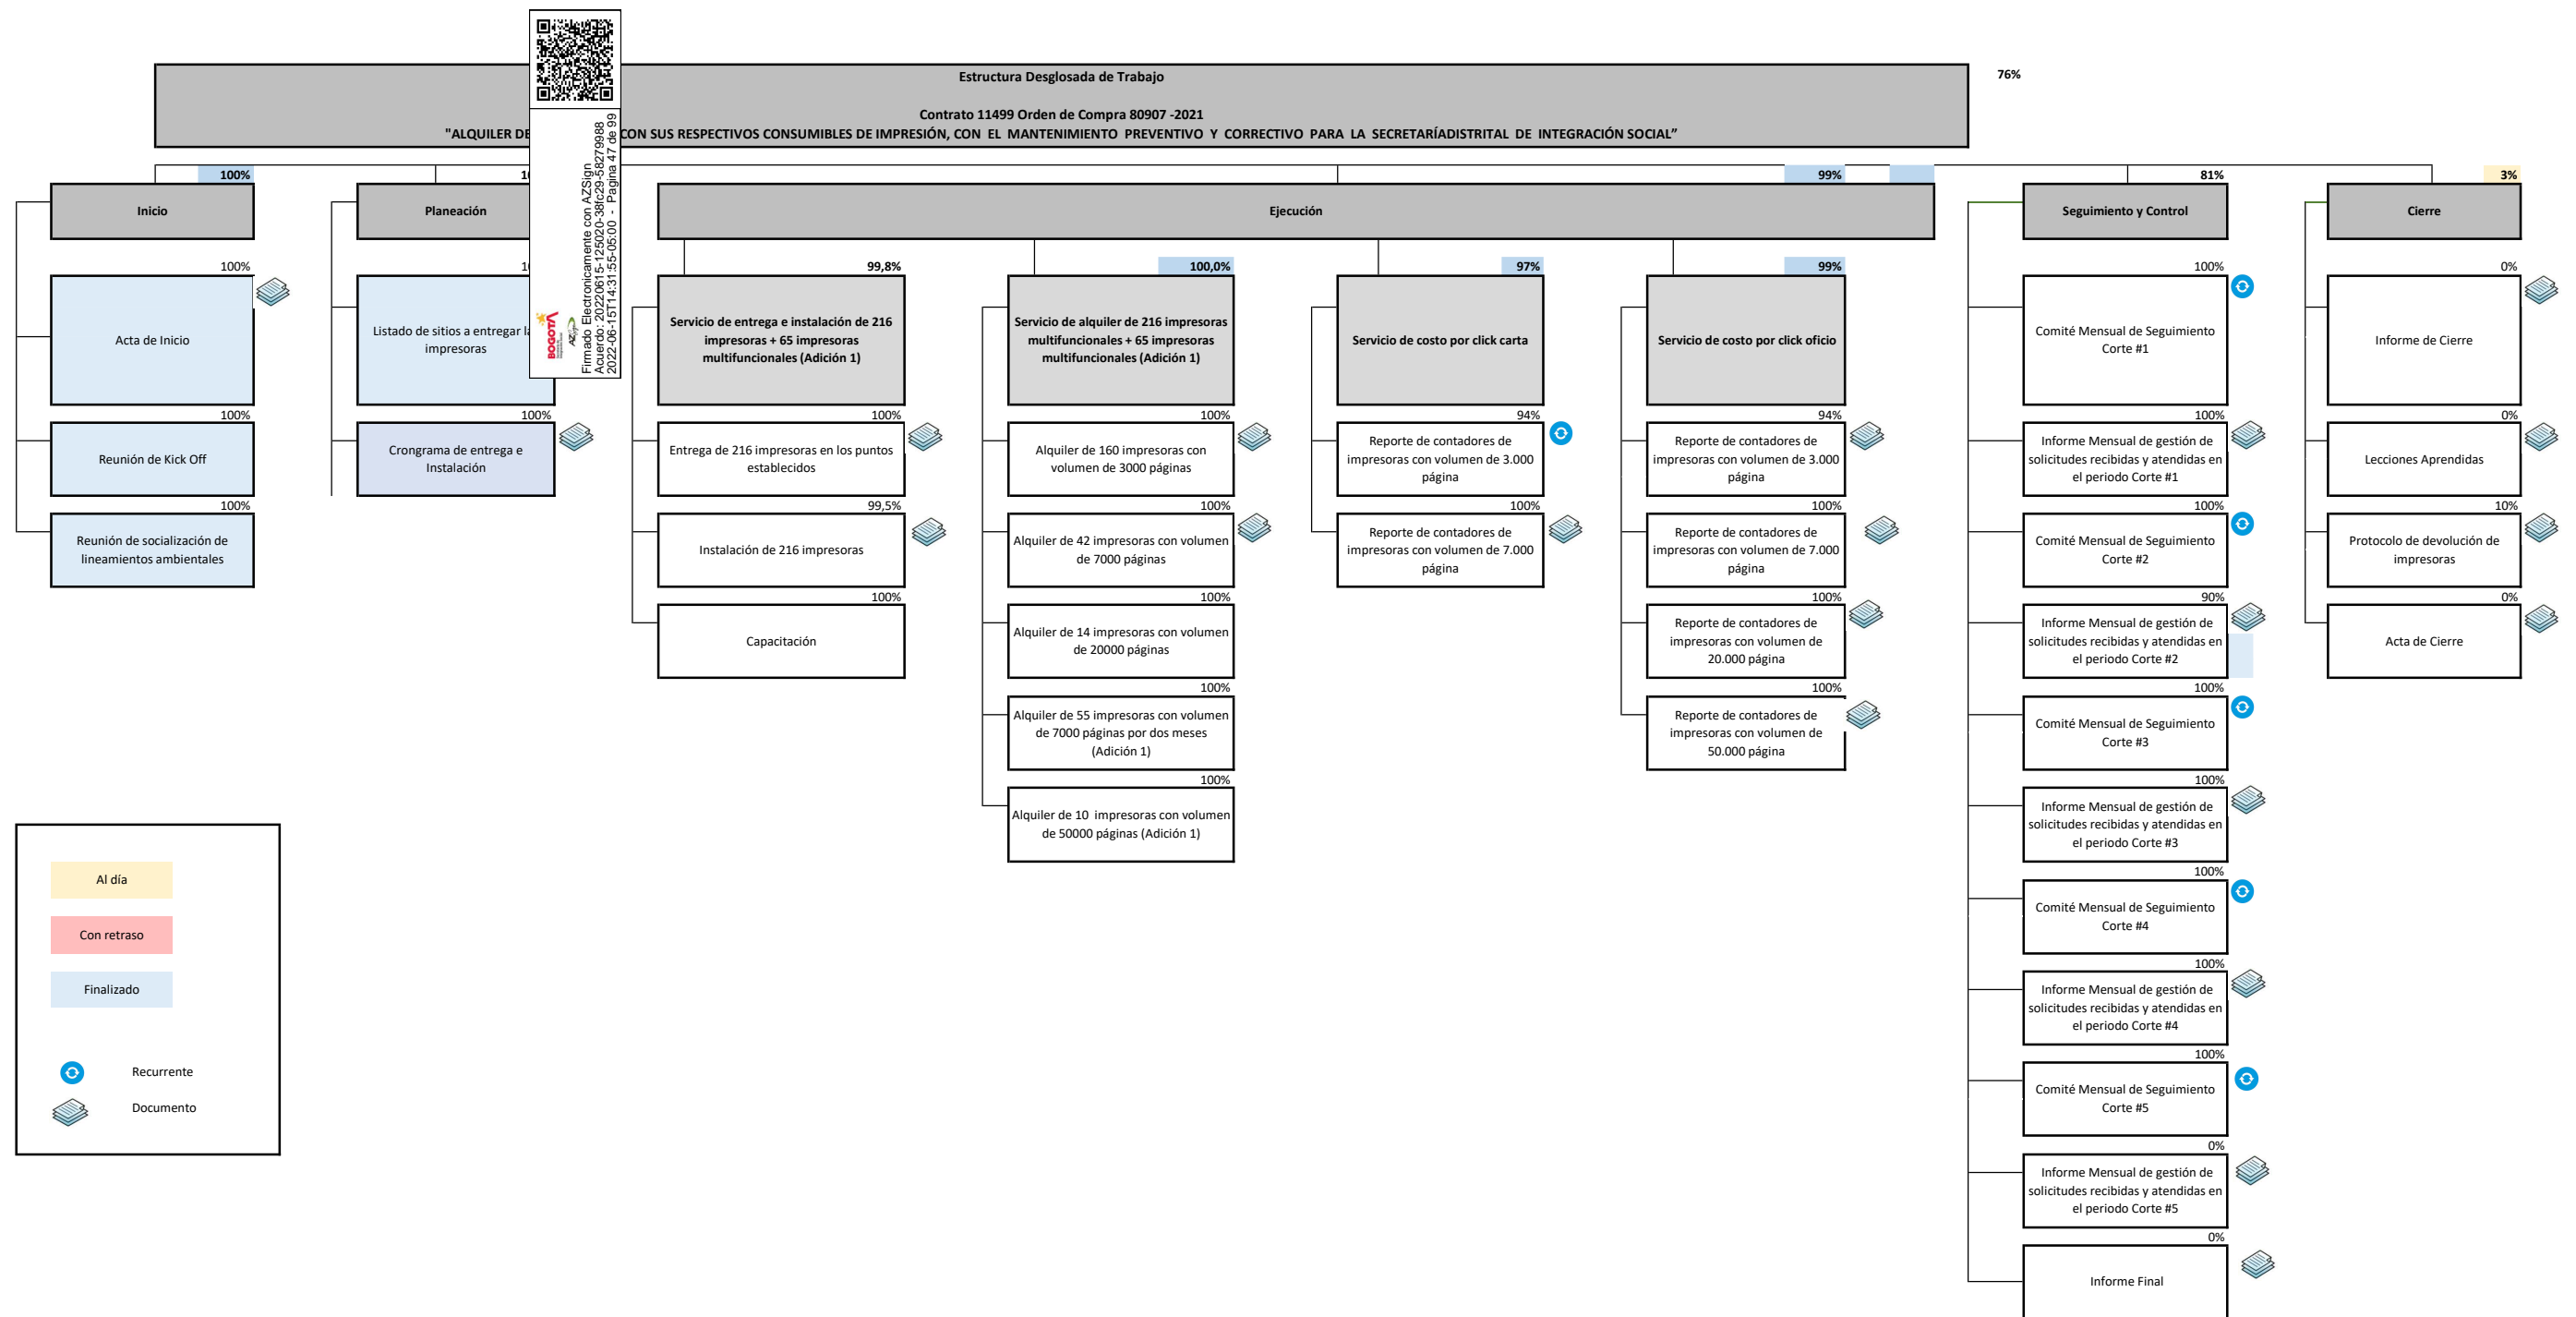 Estructura Desglosada de Trabajo
76%
Contrato 11499 Orden de Compra 80907 -2021
"ALQUILER DE
CON SUS RESPECTIVOS CONSUMIBLES DE IMPRESIÓN, CON EL MANTENIMIENTO PREVENTIVO Y CORRECTIVO PARA LA SECRETARÍADISTRITAL DE INTEGRACIÓN SOCIAL”
BOGOTÁ
Firmado Electronicamente con AZSign
Acuerdo: 20220615-125020-38fc29-58279988
2022-06-15T14:31:55-05:00 - Pagina 47 de 99
100%
Inicio
100%
Acta de Inicio
100%
Reunión de Kick Off
100%
Reunión de socialización de
lineamientos ambientales
Planeación
Listado de sitios a entregar
impresoras
100%
Crongrama de entrega e
Instalación
99%
Ejecución
99,8%
Servicio de entrega e instalación de 216
impresoras + 65 impresoras
multifuncionales (Adición 1)
100%
Entrega de 216 impresoras en los puntos
establecidos
99,5%
Instalación de 216 impresoras
100%
Capacitación
100,0%
Servicio de alquiler de 216 impresoras
multifuncionales + 65 impresoras
multifuncionales (Adición 1)
100%
Alquiler de 160 impresoras con
volumen de 3000 páginas
100%
Alquiler de 42 impresoras con volumen
de 7000 páginas
100%
Alquiler de 14 impresoras con volumen
de 20000 páginas
100%
Alquiler de 55 impresoras con volumen
de 7000 páginas por dos meses
(Adición 1)
100%
Alquiler de 10 impresoras con volumen
de 50000 páginas (Adición 1)
97%
Servicio de costo por click carta
94%
Reporte de contadores de
impresoras con volumen de 3.000
página
100%
Reporte de contadores de
impresoras con volumen de 7.000
página
99%
Servicio de costo por click oficio
94%
Reporte de contadores de
impresoras con volumen de 3.000
página
100%
Reporte de contadores de
impresoras con volumen de 7.000
página
100%
Reporte de contadores de
impresoras con volumen de
20.000 página
100%
Reporte de contadores de
impresoras con volumen de
50.000 página
81%
Seguimiento y Control
100%
Comité Mensual de Seguimiento
Corte #1
100%
Informe Mensual de gestión de
solicitudes recibidas y atendidas en
el periodo Corte #1
100%
Comité Mensual de Seguimiento
Corte #2
90%
Informe Mensual de gestión de
solicitudes recibidas y atendidas en
el periodo Corte #2
100%
Comité Mensual de Seguimiento
Corte #3
100%
Informe Mensual de gestión de
solicitudes recibidas y atendidas en
el periodo Corte #3
100%
Comité Mensual de Seguimiento
Corte #4
100%
Informe Mensual de gestión de
solicitudes recibidas y atendidas en
el periodo Corte #4
100%
Comité Mensual de Seguimiento
Corte #5
0%
Informe Mensual de gestión de
solicitudes recibidas y atendidas en
el periodo Corte #5
0%
Informe Final
3%
Cierre
0%
Informe de Cierre
0%
Lecciones Aprendidas
10%
Protocolo de devolución de
impresoras
0%
Acta de Cierre
Al día
Con retraso
Finalizado
Recurrente
Documento